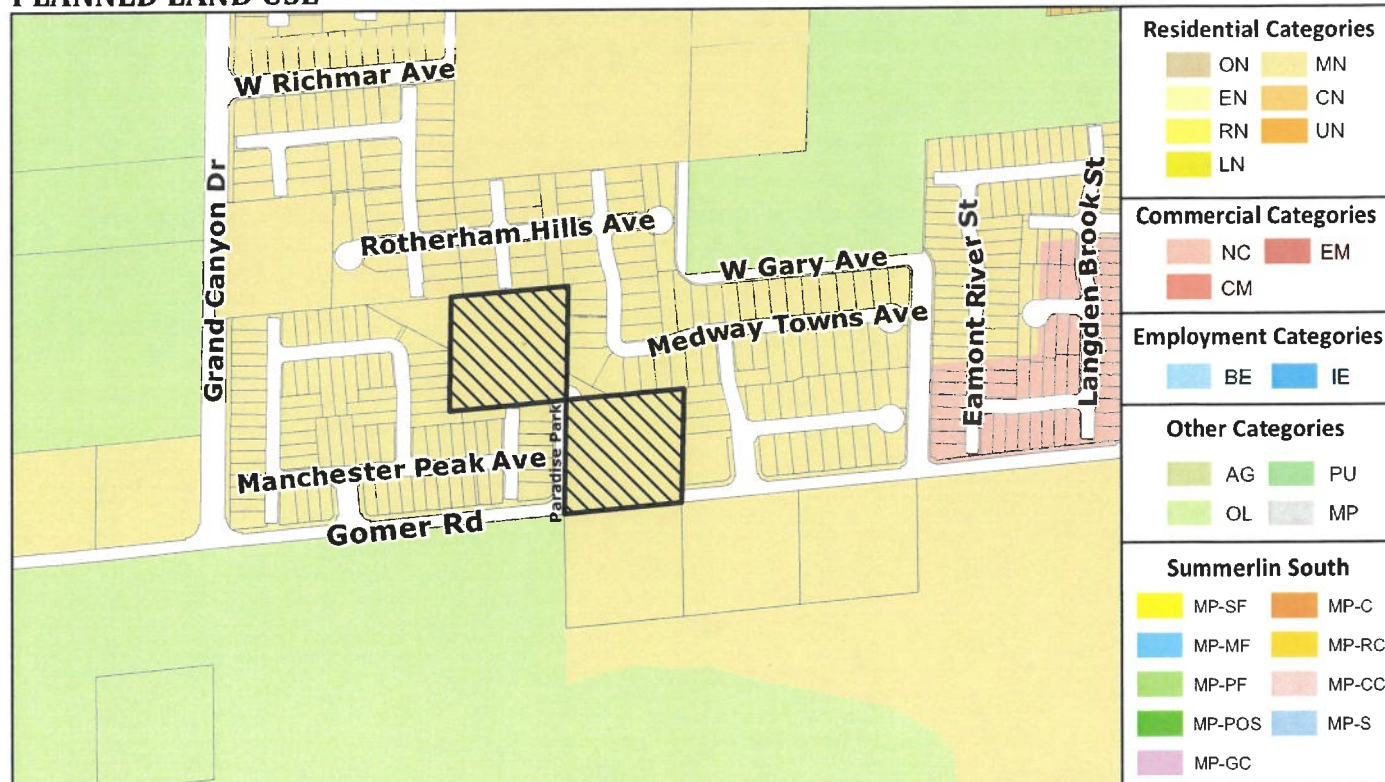 PLANNED LAND USE
W Richmar Ave
Grand Canyon Dr
Rotherham Hills Ave
W Gary Ave
Medway Towns Ave
Eamont River St
Langden Brook St
Manchester Peak Ave
Paradise Park
Gomer Rd
Residential Categories
ON MN
EN CN
RN UN
LN
Commercial Categories
NC EM
CM
Employment Categories
BE IE
Other Categories
AG PU
OL MP
Summerlin South
MP-SF MP-C
MP-MF MP-RC
MP-PF MP-CC
MP-POS MP-S
MP-GC